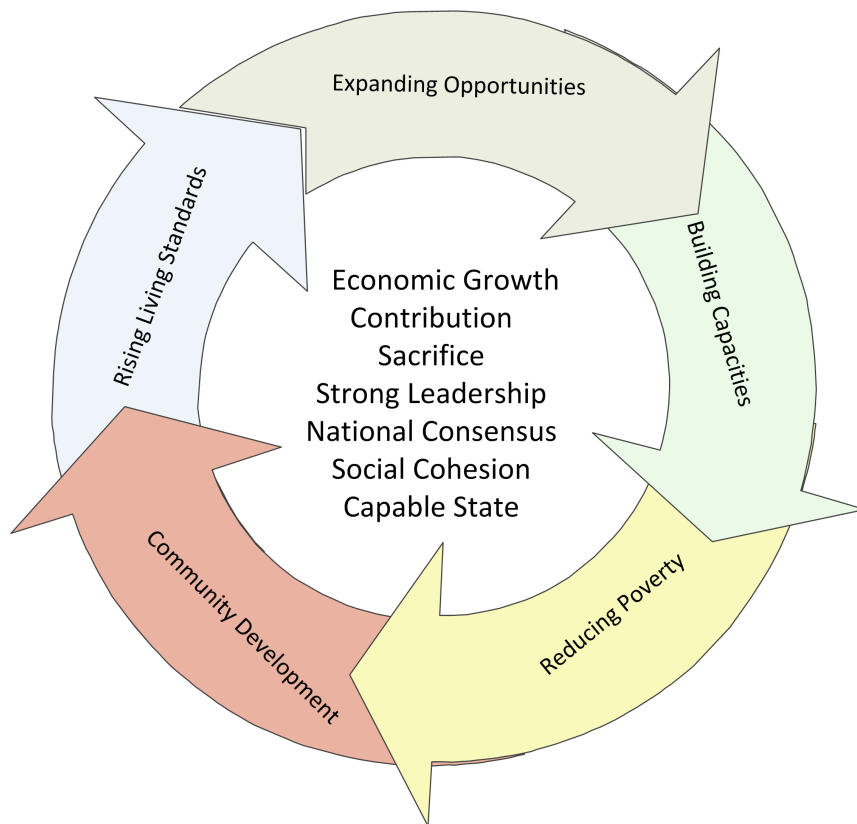 Expanding Opportunities
Building Capacities
Reducing Poverty
Community Development
Rising Living Standards
Economic Growth
Contribution
Sacrifice
Strong Leadership
National Consensus
Social Cohesion
Capable State